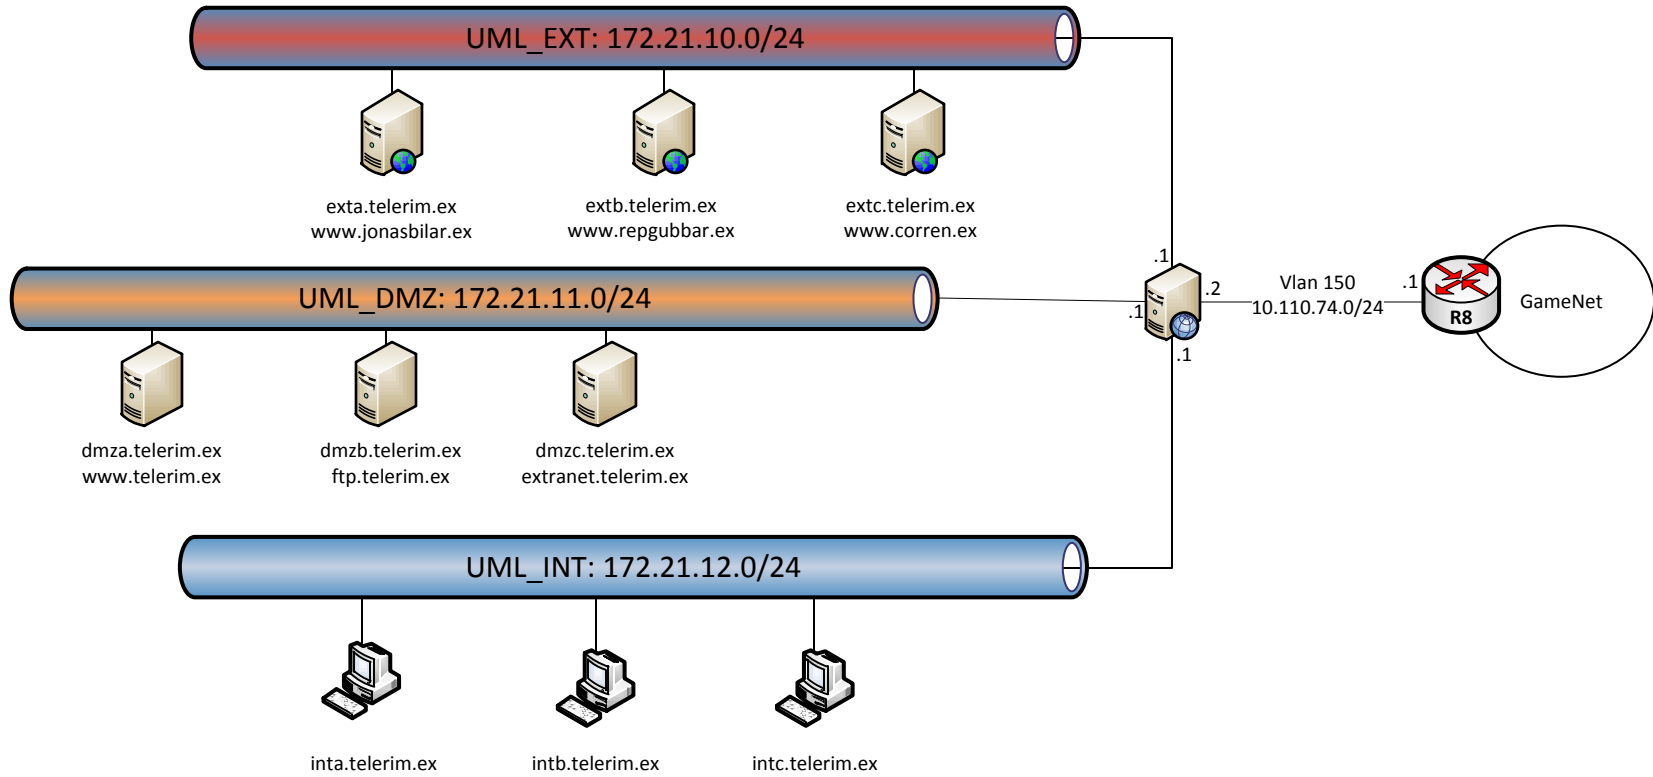 UML_EXT: 172.21.10.0/24
exta.telerim.ex
www.jonasbilar.ex
extb.telerim.ex
www.repgubbar.ex
extc.telerim.ex
www.corren.ex
.1
UML_DMZ: 172.21.11.0/24
.1
.2
Vlan 150
10.110.74.0/24
.1
R8
GameNet
.1
dmza.telerim.ex
www.telerim.ex
dmzb.telerim.ex
ftp.telerim.ex
dmzc.telerim.ex
extranet.telerim.ex
UML_INT: 172.21.12.0/24
inta.telerim.ex
intb.telerim.ex
intc.telerim.ex